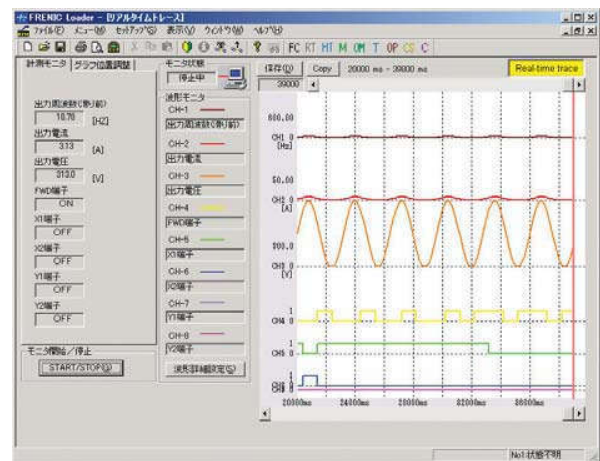 FRENIC Loader - [リアルタイムトレース]
ファイル(F) メニュー(M) セットアップ(S) 表示(V) ウィンドウ(W) ヘルプ(H)
FC RT HT M OM T OP CS C
計測モニタ グラフ位置調整
出力周波数(滑り前)
10.70 [HZ]
出力電流
3.13 [A]
出力電圧
313.0 [V]
FWD端子
ON
X1端子
OFF
X2端子
OFF
Y1端子
OFF
Y2端子
OFF
モニタ開始/停止
START/STOP(G)
モニタ状態
停止中
波形モニタ
CH-1
出力周波数(滑り前)
CH-2
出力電流
CH-3
出力電圧
CH-4
FWD端子
CH-5
X1端子
CH-6
X2端子
CH-7
Y1端子
CH-8
Y2端子
波形詳細設定(S)
保存(D) Copy 20000 ms - 39000 ms Real-time trace
39000
600.00
CH1 0
[Hz]
50.00
CH2 0
[A]
CH3 0
[V]
1
CH4 0
1
CH5 0
1
20000ms 24000ms 28000ms 32000ms 36000ms
No1:状態不明